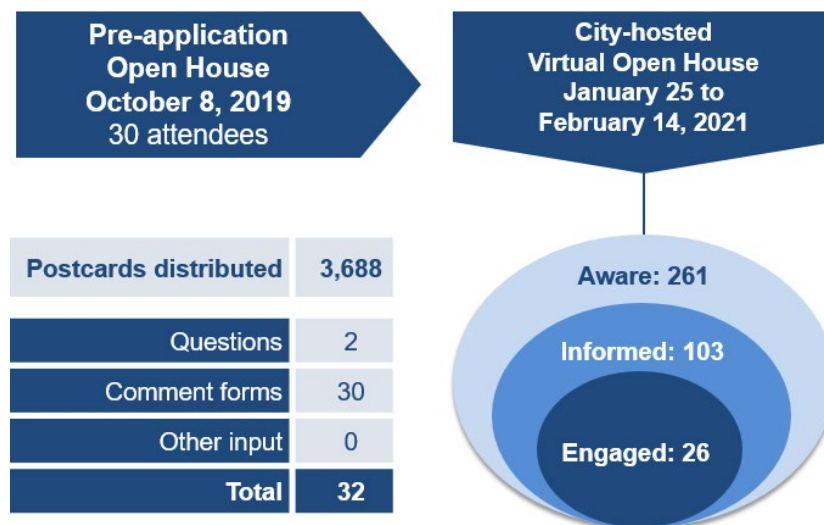 Pre-application
Open House
October 8, 2019
30 attendees
City-hosted
Virtual Open House
January 25 to
February 14, 2021
Postcards distributed 3,688
Questions 2
Comment forms 30
Other input 0
Total 32
Aware: 261
Informed: 103
Engaged: 26